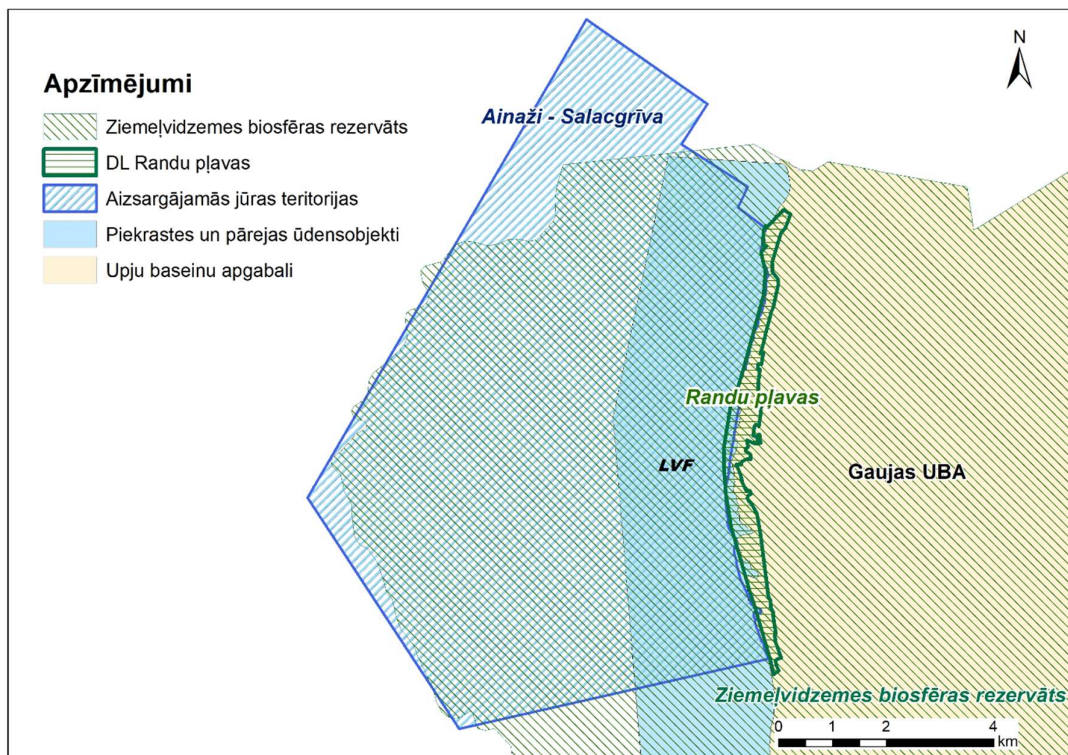 N
Apzīmējumi
Ziemeļvidzemes biosfēras rezervāts
DL Randu pļavas
Aizsargājamās jūras teritorijas
Piekrastes un pārejas ūdensobjekti
Upju baseinu apgabali
Ainaži - Salacgrīva
Randu pļavas
LVF
Gaujas UBA
Ziemeļvidzemes biosfēras rezervāts
0 1 2 4
km